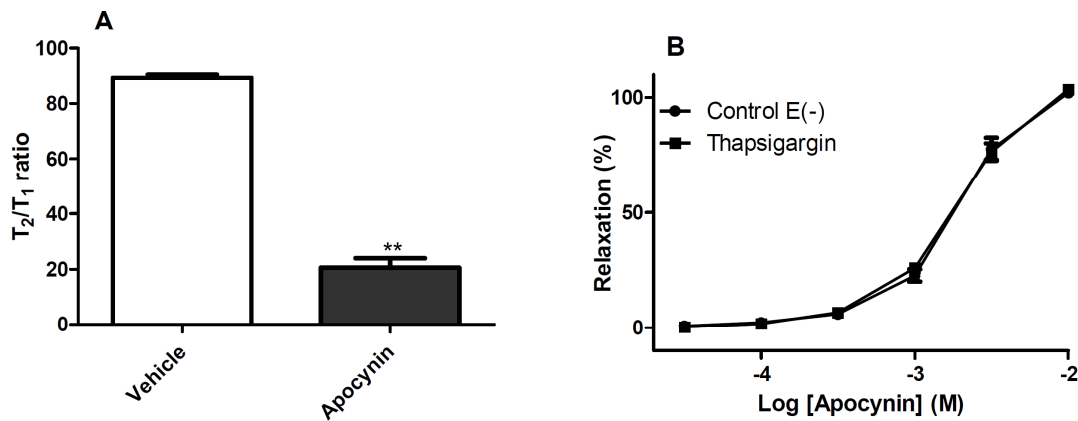 A
100
80
60
40
20
0
T2/T1 ratio
**
Vehicle
Apocynin
B
Control E(-)
Thapsigargin
100
50
0
Relaxation (%)
-4
-3
-2
Log [Apocynin] (M)